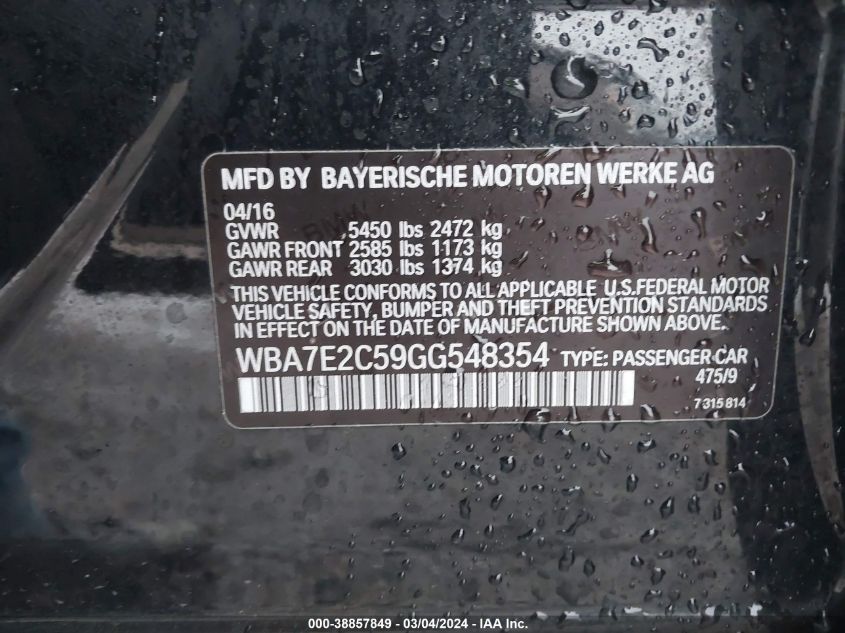 MFD BY BAYERISCHE MOTOREN WERKE AG
04/16
GVWR 5450 lbs 2472 kg
GAWR FRONT 2585 lbs 1173 kg
GAWR REAR 3030 lbs 1374 kg
THIS VEHICLE CONFORMS TO ALL APPLICABLE U.S.FEDERAL MOTOR
VEHICLE SAFETY, BUMPER AND THEFT PREVENTION STANDARDS
IN EFFECT ON THE DATE OF MANUFACTURE SHOWN ABOVE.
WBA7E2C59GG548354 TYPE: PASSENGER CAR
475/9
7 315 814
000-38857849 - 03/04/2024 - IAA Inc.